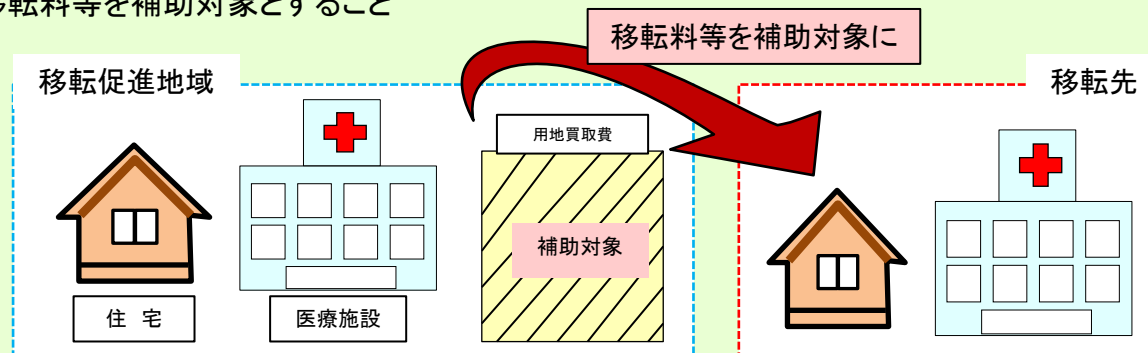 移転料等を補助対象とすること
移転料等を補助対象に
移転促進地域
移転先
用地買取費
補助対象
住 宅
医療施設